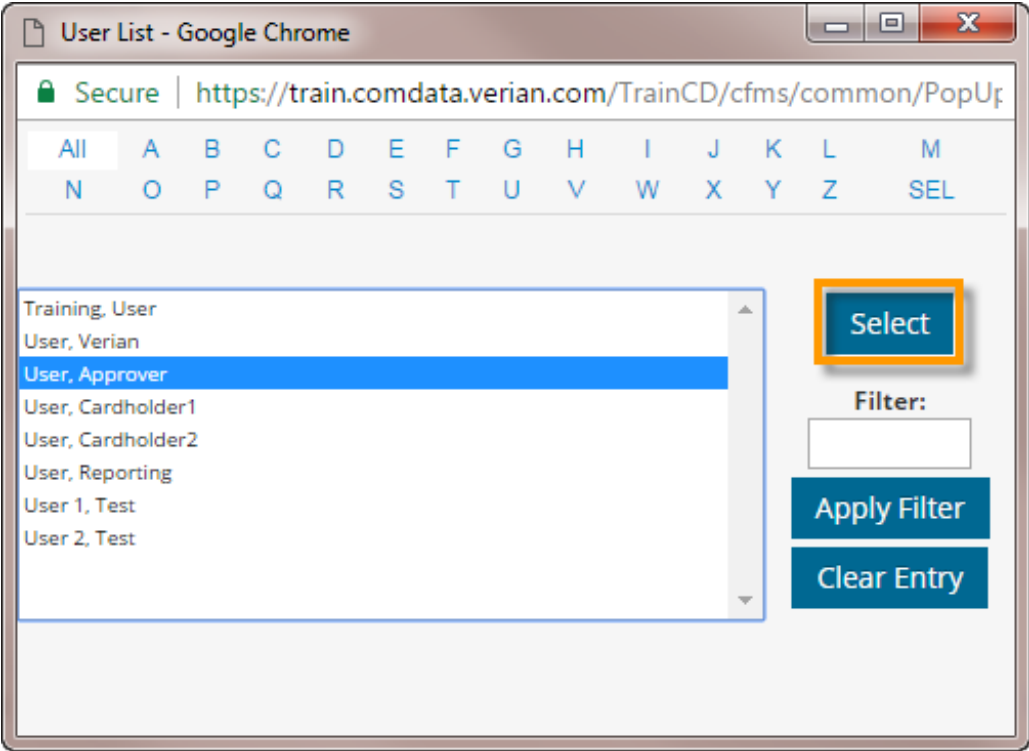 User List - Google Chrome
Secure | https://train.comdata.verian.com/TrainCD/cfms/common/PopUp
All A B C D E F G H I J K L M
N O P Q R S T U V W X Y Z SEL
Training, User
User, Verian
User, Approver
User, Cardholder1
User, Cardholder2
User, Reporting
User 1, Test
User 2, Test
Select
Filter:
Apply Filter
Clear Entry